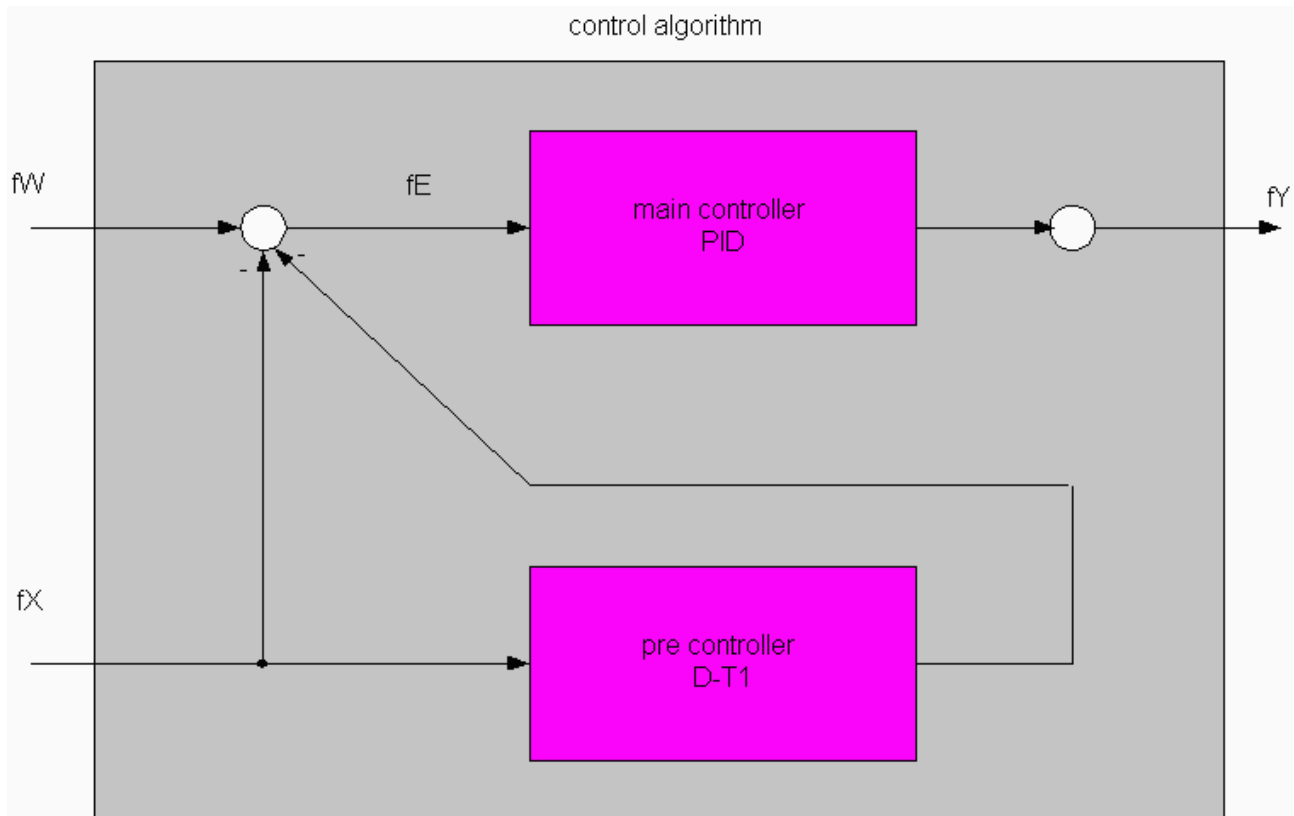 control algorithm
fW
fE
main controller
PID
fY
-
-
fX
pre controller
D-T1